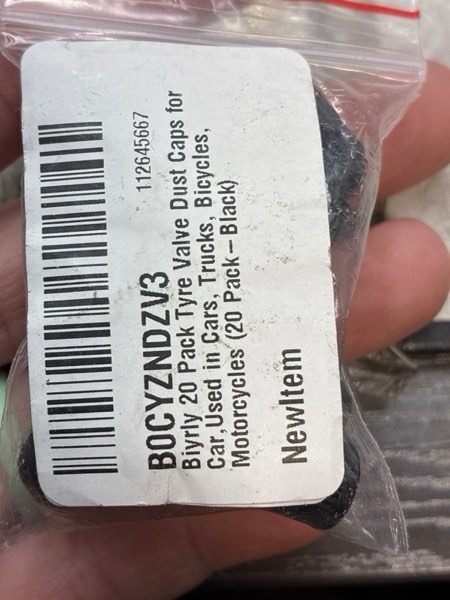 112645667
B0CYZNDZV3
Biyrly 20 Pack Tyre Valve Dust Caps for
Car,Used in Cars, Trucks, Bicycles,
Motorcycles (20 Pack–Black)
NewItem